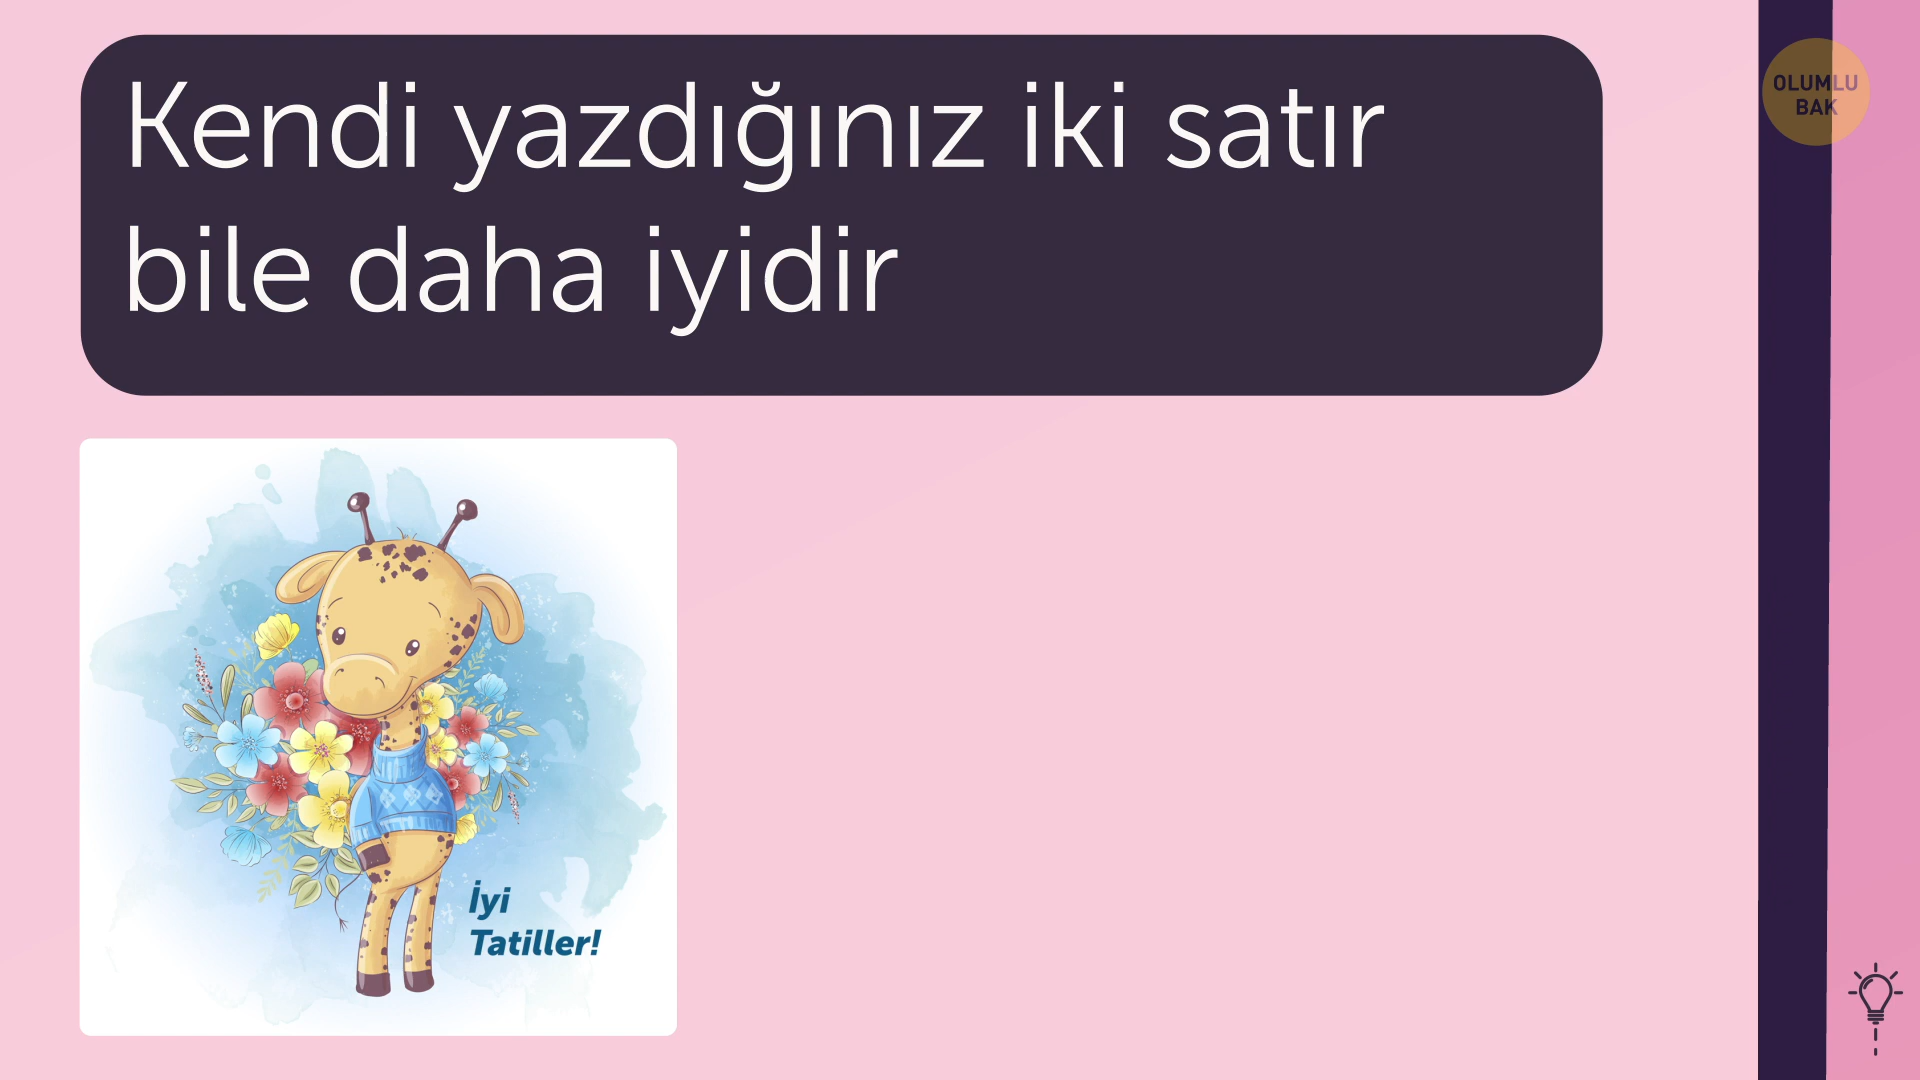 Kendi yazdığınız iki satır
bile daha iyidir
OLUMLU
BAK
İyi
Tatiller!